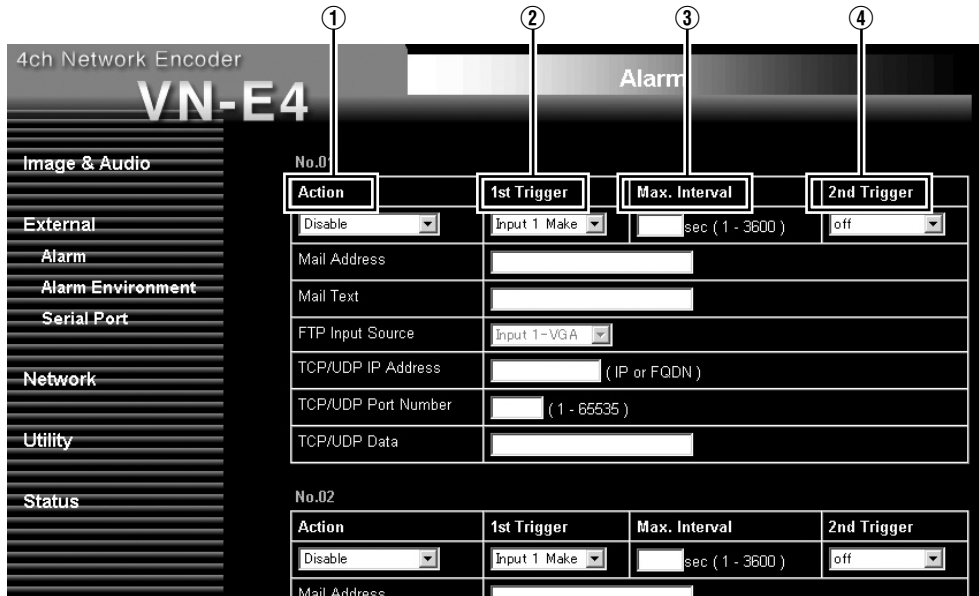 ① ② ③ ④
4ch Network Encoder
VN-E4
Alarm
Image & Audio
External
Alarm
Alarm Environment
Serial Port
Network
Utility
Status
No.01
Action 1st Trigger Max. Interval 2nd Trigger
Disable Input 1 Make sec ( 1 - 3600 ) off
Mail Address
Mail Text
FTP Input Source Input 1-VGA
TCP/UDP IP Address ( IP or FQDN )
TCP/UDP Port Number ( 1 - 65535 )
TCP/UDP Data
No.02
Action 1st Trigger Max. Interval 2nd Trigger
Disable Input 1 Make sec ( 1 - 3600 ) off
Mail Address